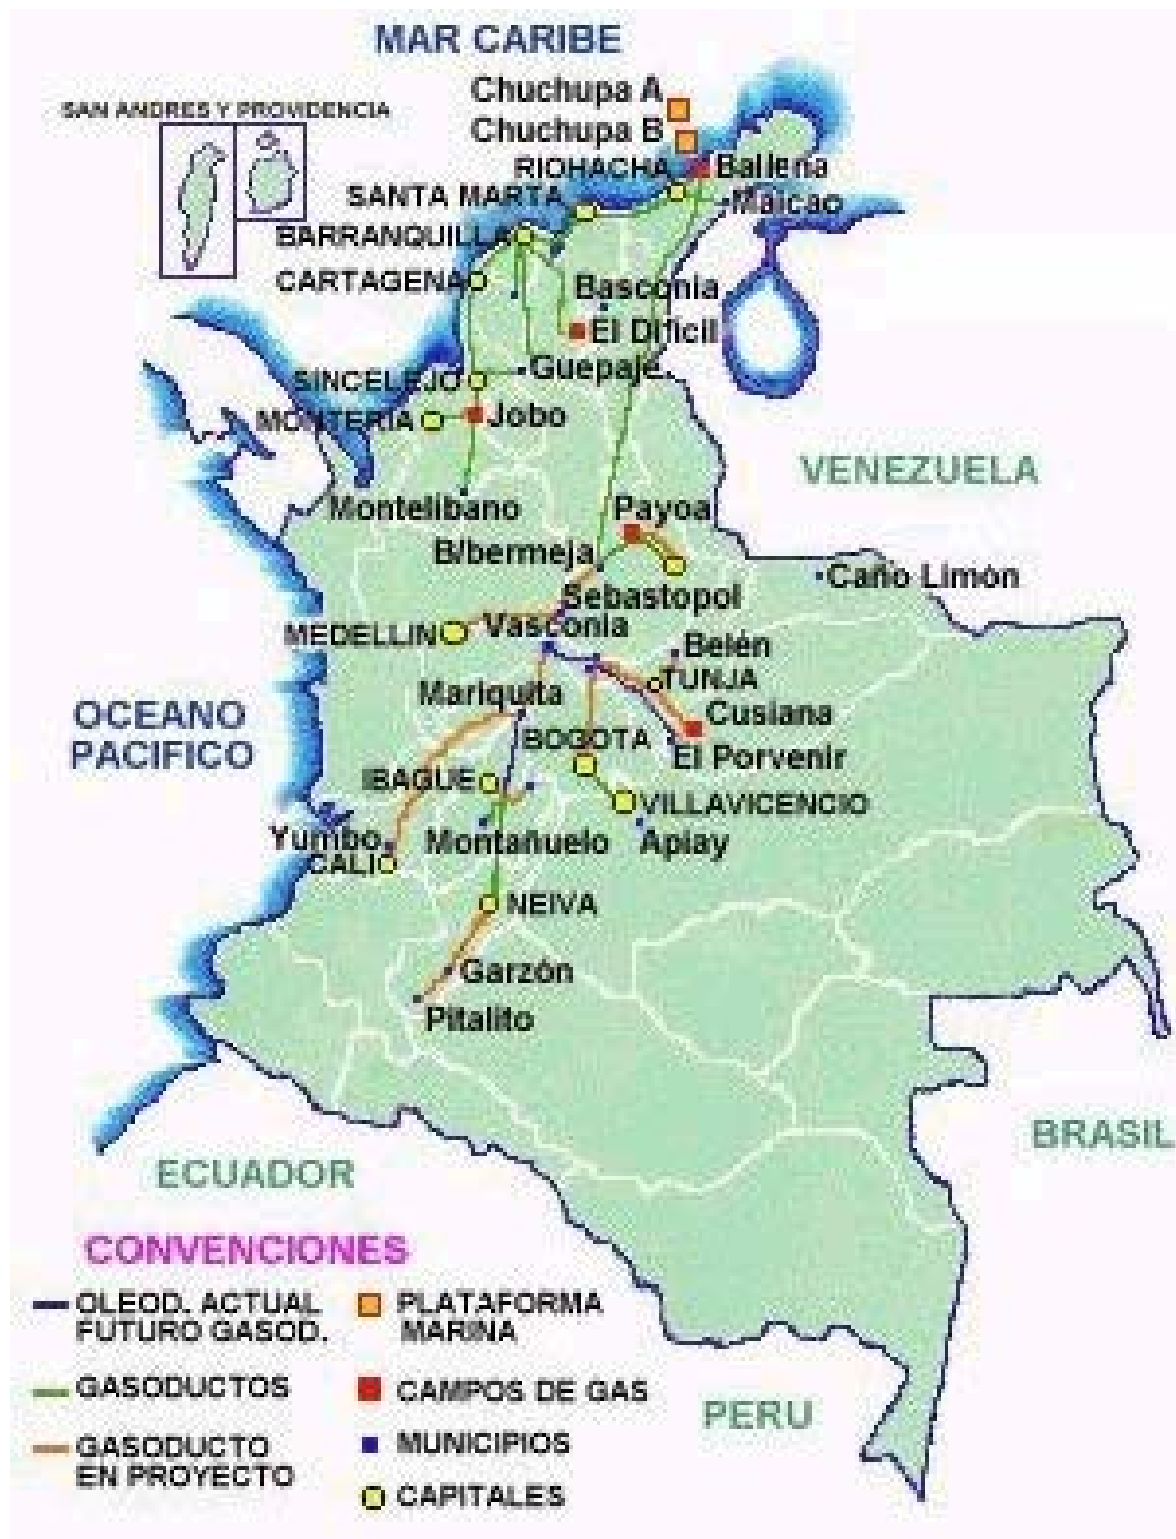 MAR CARIBE
Chuchupa A
SAN ANDRES Y PROVIDENCIA
Chuchupa B
RIOHACHA
Ballena
SANTA MARTA
Maicao
BARRANQUILLA
CARTAGENA
Basconia
El Dificil
Guepaje
SINCELEJO
MONTERIA
Jobo
VENEZUELA
Montelibano
Payoa
B/bermeja
Caño Limón
Sebastopol
MEDELLIN
Vasconia
Belén
TUNJA
Mariquita
OCEANO
PACIFICO
Cusiana
BOGOTA
El Porvenir
IBAGUE
VILLAVICENCIO
Yumbo
Montañuelo
Apiay
CALI
NEIVA
Garzón
Pitalito
BRASIL
ECUADOR
CONVENCIONES
OLEOD. ACTUAL
FUTURO GASOD.
PLATAFORMA
MARINA
GASODUCTOS
CAMPOS DE GAS
PERU
GASODUCTO
EN PROYECTO
MUNICIPIOS
CAPITALES